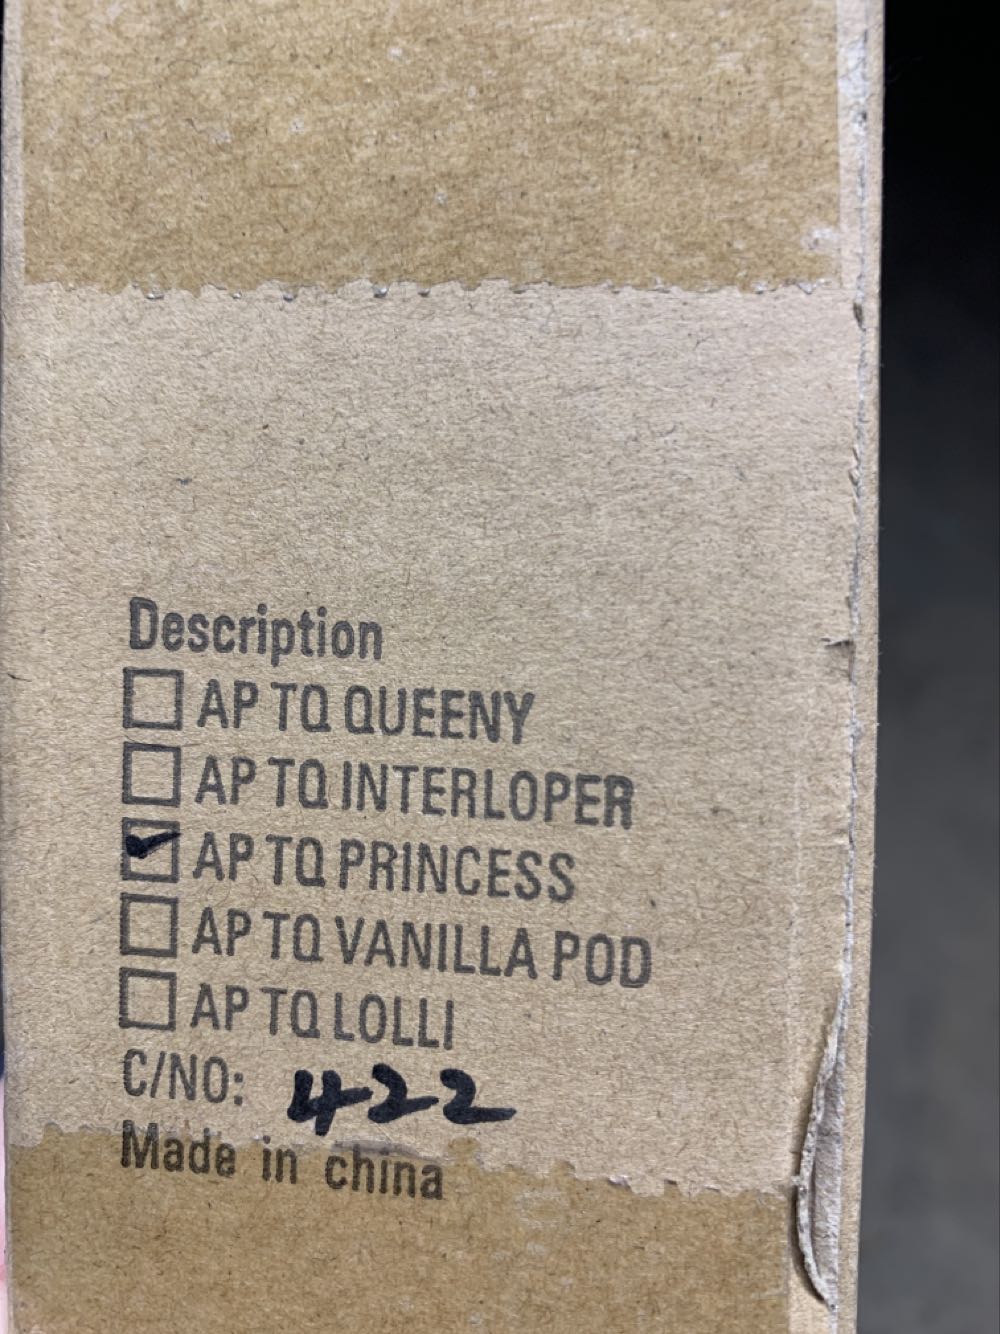 Description
☐ AP TQ QUEENY
☐ AP TQ INTERLOPER
☑ AP TQ PRINCESS
☐ AP TQ VANILLA POD
☐ AP TQ LOLLI
C/NO: 422
Made in china